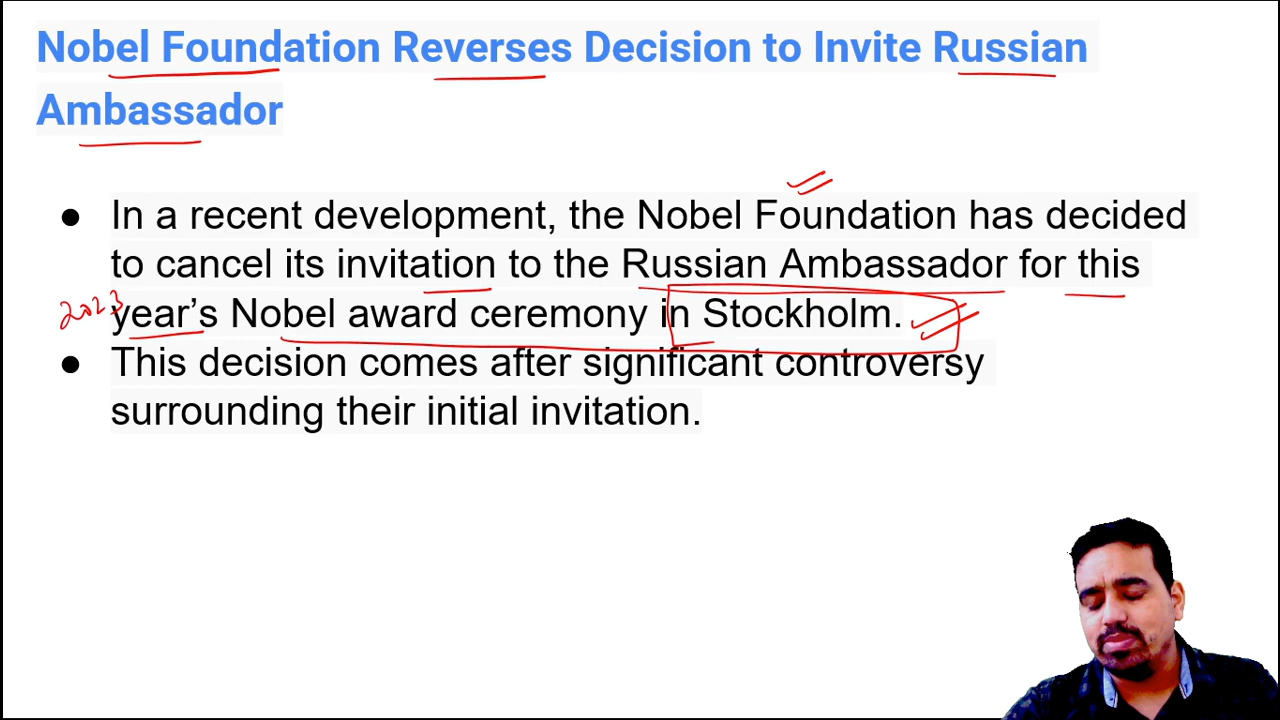 Nobel Foundation Reverses Decision to Invite Russian
Ambassador
● In a recent development, the Nobel Foundation has decided
to cancel its invitation to the Russian Ambassador for this
2023 year’s Nobel award ceremony in Stockholm.
● This decision comes after significant controversy
surrounding their initial invitation.